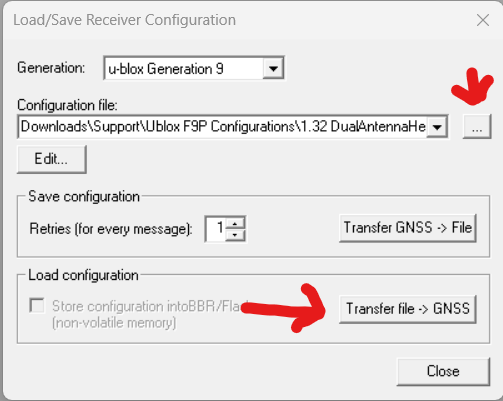 Load/Save Receiver Configuration
Generation: u-blox Generation 9
Configuration file:
Downloads\Support\Ublox F9P Configurations\1.32 DualAntennaHe ...
Edit...
Save configuration
Retries (for every message): 1 Transfer GNSS -> File
Load configuration
Store configuration intoBBR/Flas Transfer file -> GNSS
(non-volatile memory)
Close